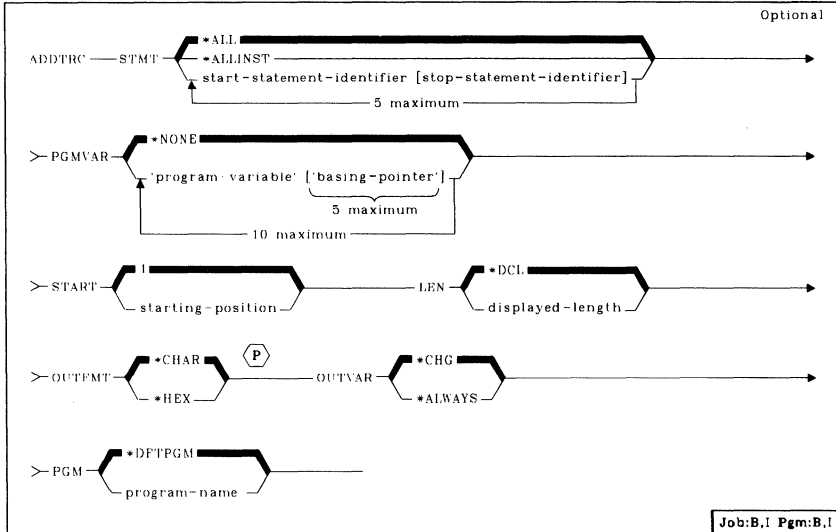 Optional
*ALL
ADDTRC STMT *ALLINST
start-statement-identifier [stop-statement-identifier]
5 maximum
PGMVAR *NONE
'program-variable' ['basing-pointer']
5 maximum
10 maximum
START 1 LEN *DCL
starting-position displayed-length
OUTFMT *CHAR P OUTVAR *CHG
*HEX *ALWAYS
PGM *DFTPGM
program-name
Job:B,I Pgm:B,I